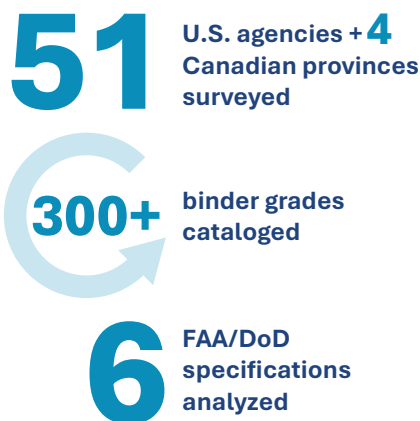 51 U.S. agencies + 4
Canadian provinces
surveyed
300+ binder grades
cataloged
6 FAA/DoD
specifications
analyzed